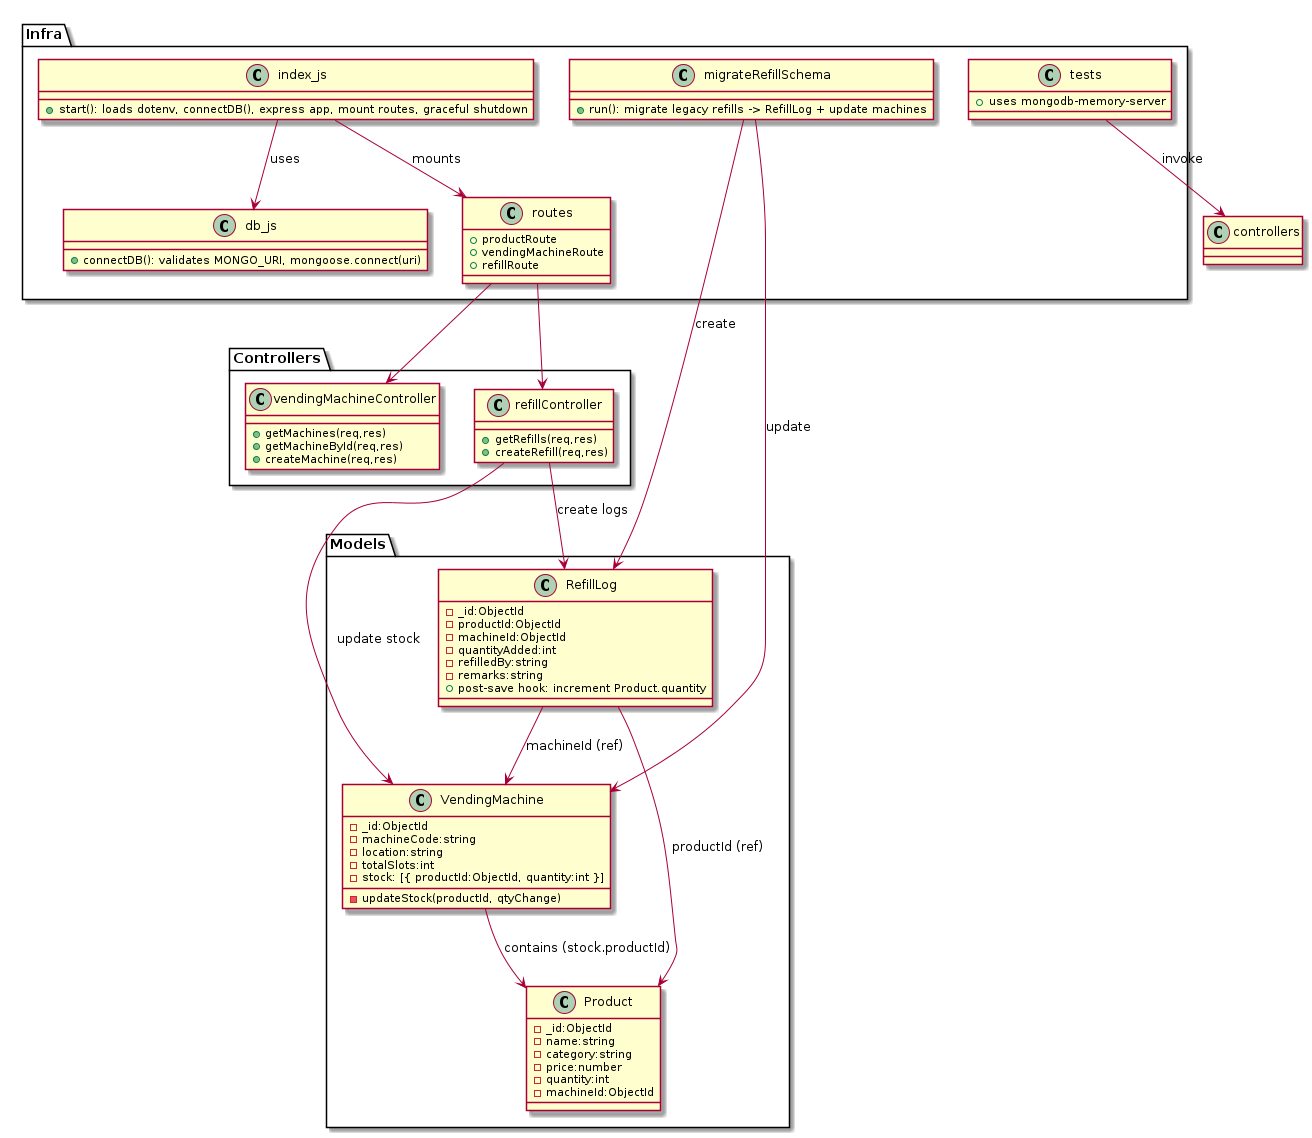 Infra
C index_js
start(): loads dotenv, connectDB(), express app, mount routes, graceful shutdown
C migrateRefillSchema
run(): migrate legacy refills -> RefillLog + update machines
C tests
uses mongodb-memory-server
uses
mounts
invoke
C db_js
connectDB(): validates MONGO_URI, mongoose.connect(uri)
C routes
productRoute
vendingMachineRoute
refillRoute
C controllers
create
Controllers
C vendingMachineController
getMachines(req,res)
getMachineById(req,res)
createMachine(req,res)
C refillController
getRefills(req,res)
createRefill(req,res)
update
create logs
Models
C RefillLog
_id:ObjectId
productId:ObjectId
machineId:ObjectId
quantityAdded:int
refilledBy:string
remarks:string
post-save hook: increment Product.quantity
update stock
machineId (ref)
C VendingMachine
_id:ObjectId
machineCode:string
location:string
totalSlots:int
stock: [{ productId:ObjectId, quantity:int }]
updateStock(productId, qtyChange)
productId (ref)
contains (stock.productId)
C Product
_id:ObjectId
name:string
category:string
price:number
quantity:int
machineId:ObjectId